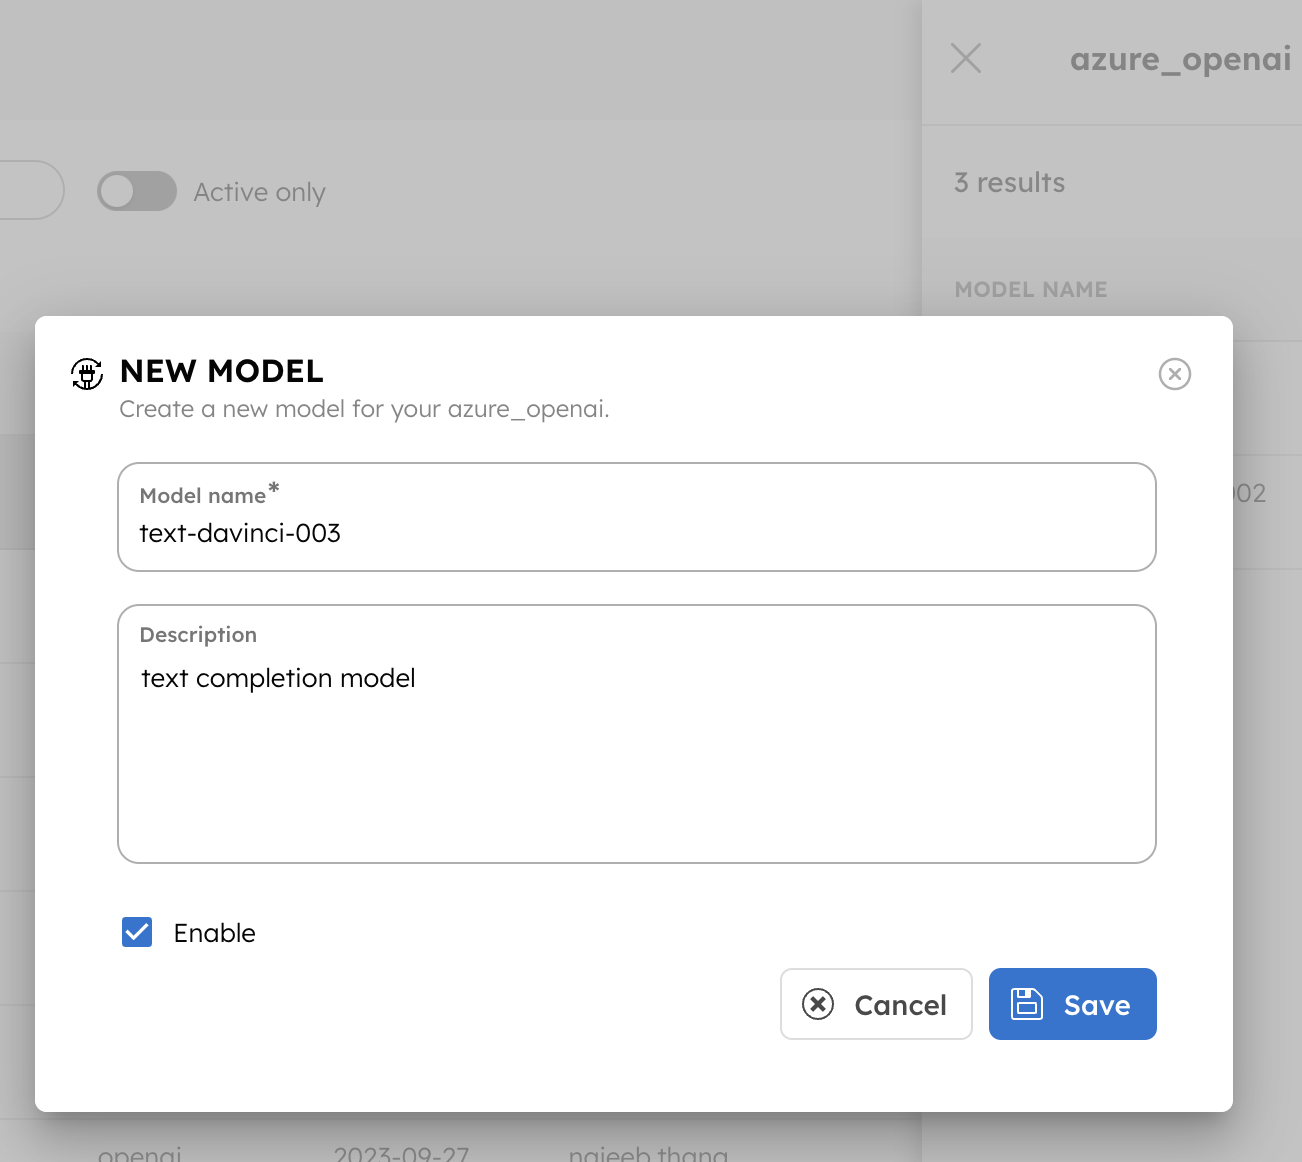 azure_openai
Active only
3 results
MODEL NAME
NEW MODEL
Create a new model for your azure_openai.
Model name*
text-davinci-003
002
Description
text completion model
Enable
Cancel
Save
openai 2023-09-27 najeeb.thang